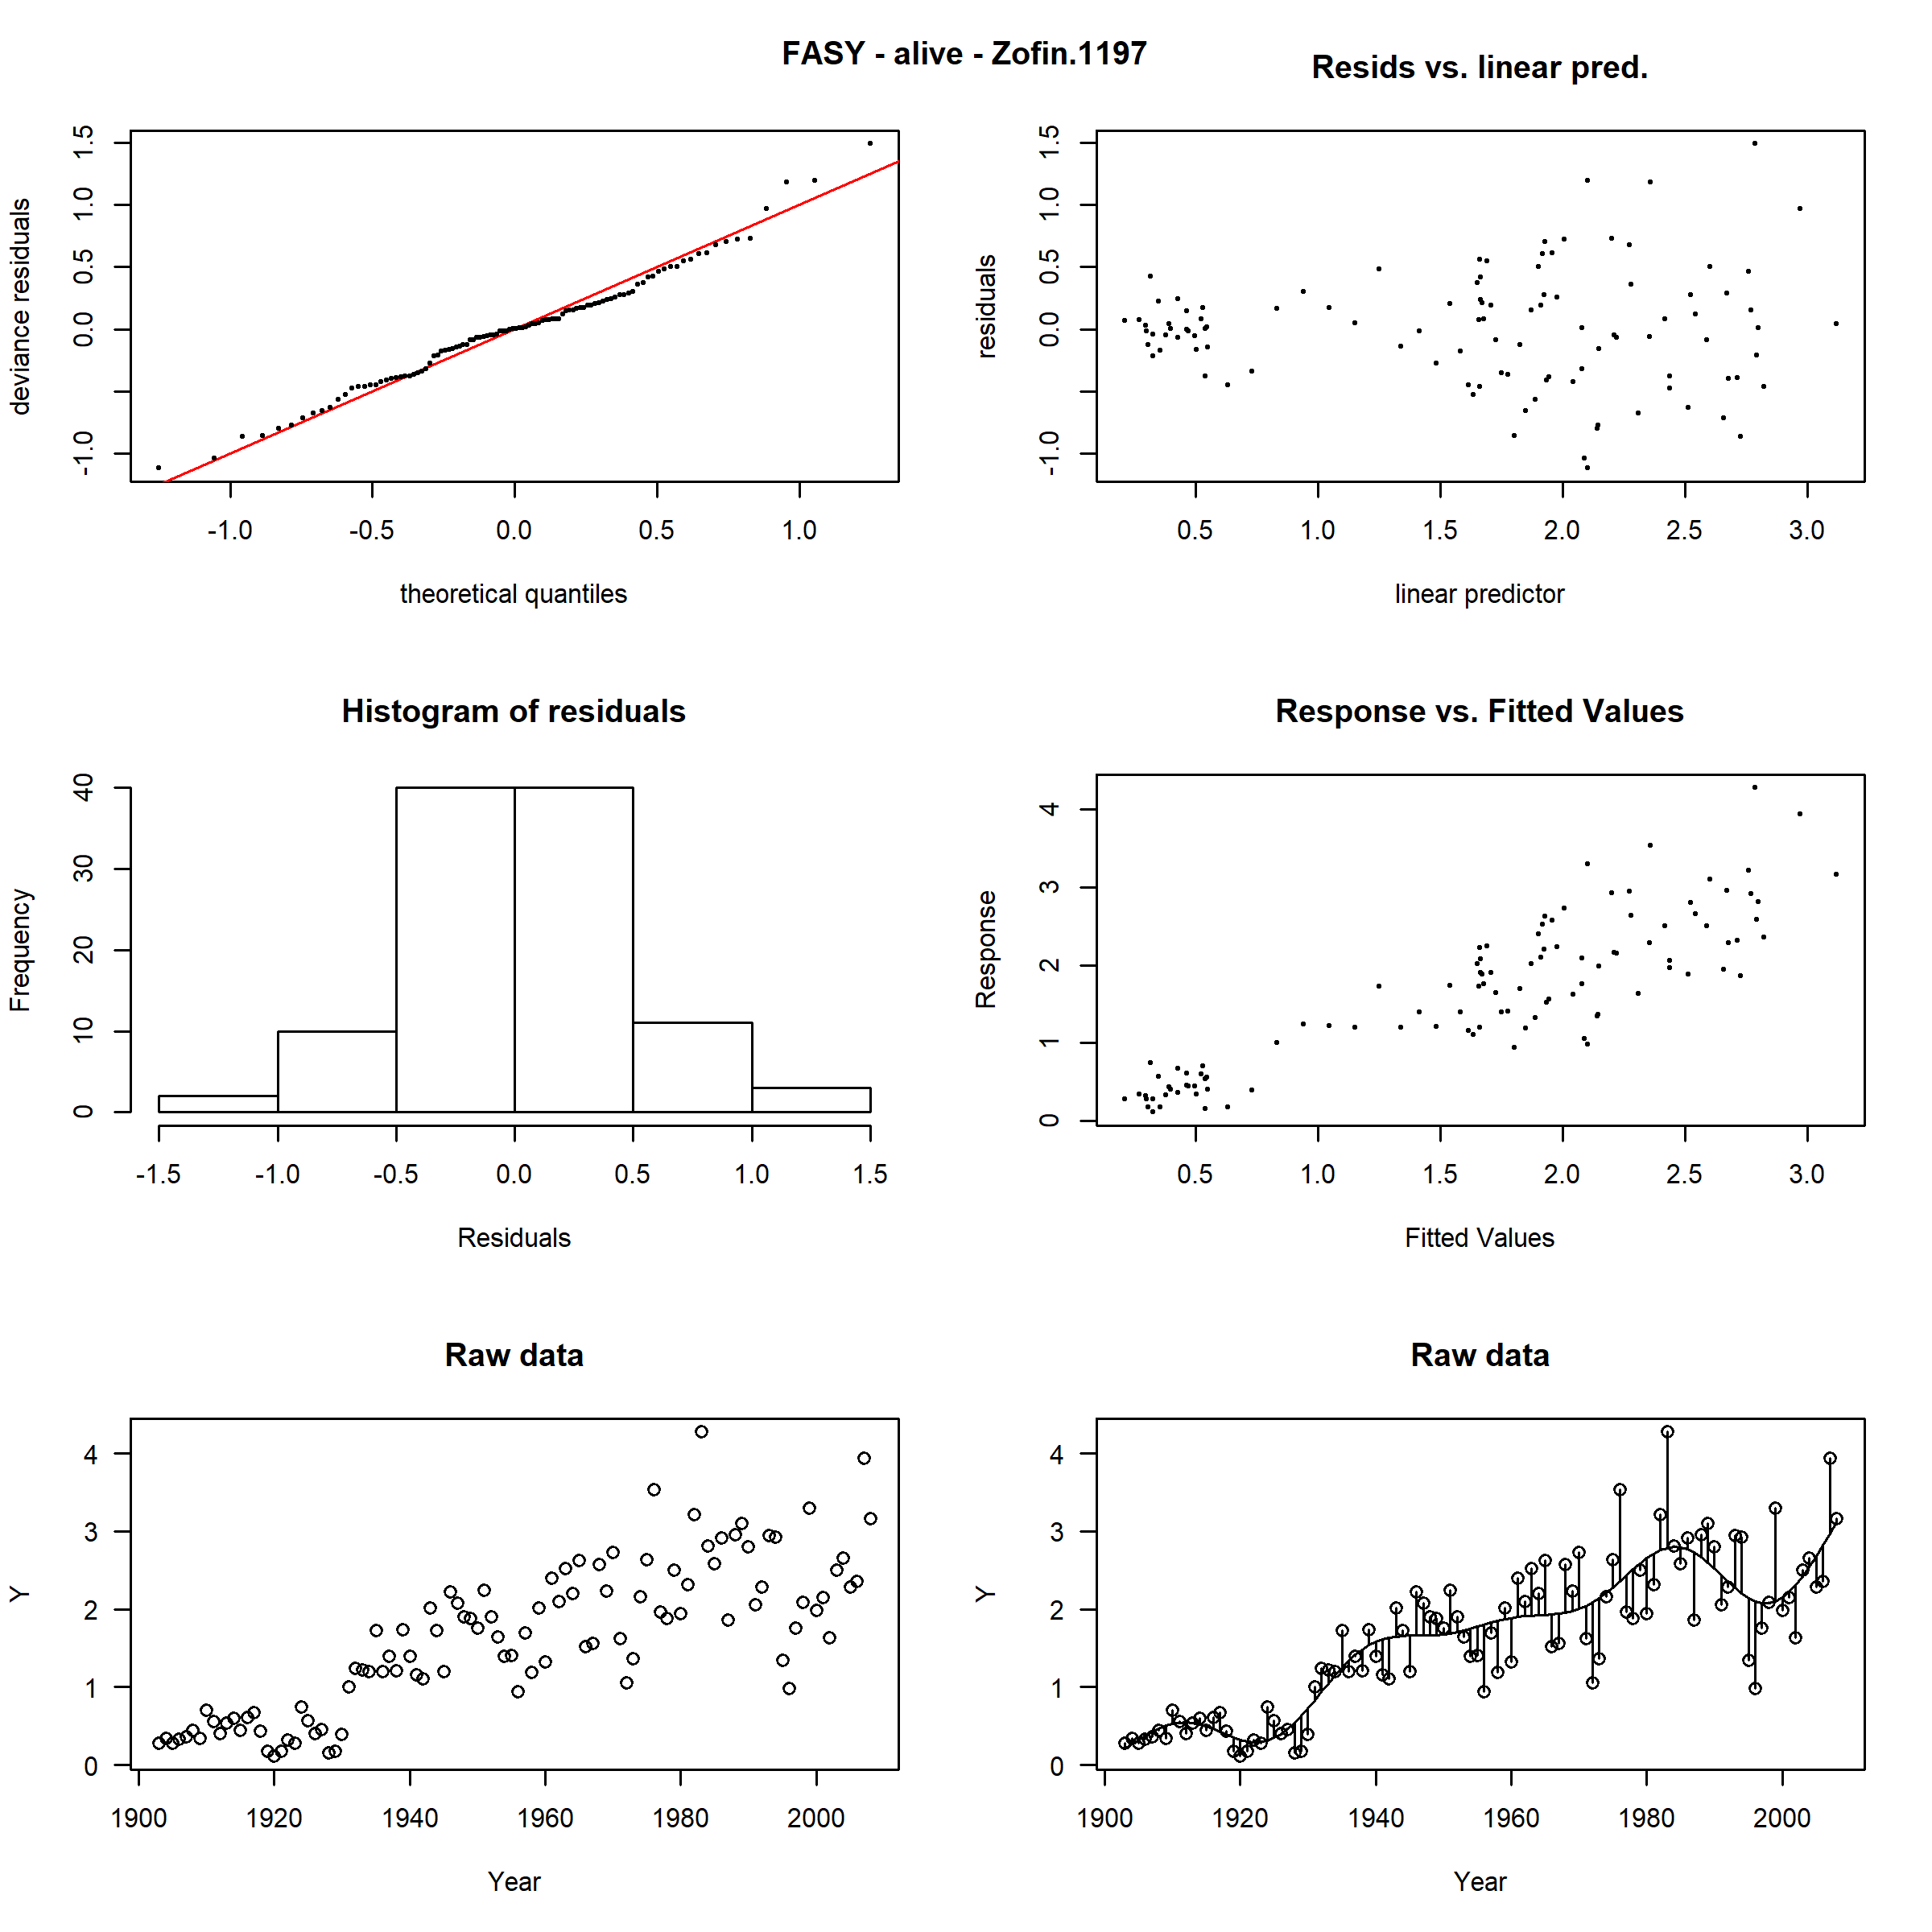 FASY - alive - Zofin.1197
deviance residuals
-1.0 0.0 0.5 1.0 1.5
-1.0 -0.5 0.0 0.5 1.0
theoretical quantiles
Resids vs. linear pred.
residuals
-1.0 0.0 0.5 1.0 1.5
0.5 1.0 1.5 2.0 2.5 3.0
linear predictor
Histogram of residuals
Frequency
0 10 20 30 40
-1.5 -1.0 -0.5 0.0 0.5 1.0 1.5
Residuals
Response vs. Fitted Values
Response
0 1 2 3 4
0.5 1.0 1.5 2.0 2.5 3.0
Fitted Values
Raw data
Y
0 1 2 3 4
1900 1920 1940 1960 1980 2000
Year
Raw data
Y
0 1 2 3 4
1900 1920 1940 1960 1980 2000
Year